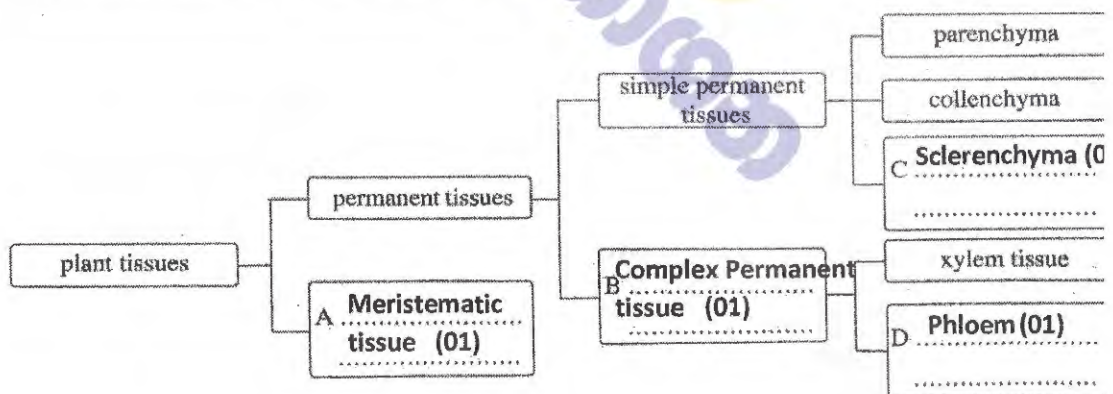 parenchyma
simple permanent
tissues
collenchyma
C Sclerenchyma (0
permanent tissues
plant tissues
xylem tissue
B Complex Permanent
tissue (01)
A Meristematic
tissue (01)
D Phloem (01)